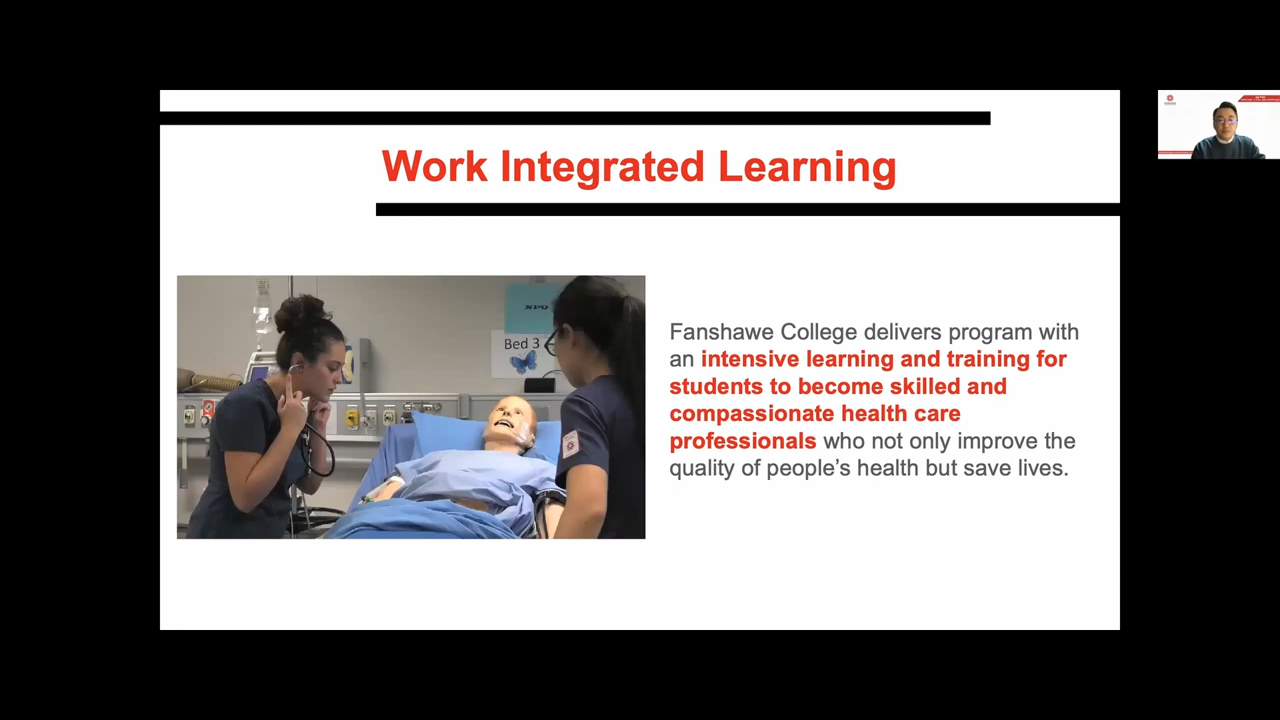 Work Integrated Learning
NPO
Bed 3
Fanshawe College delivers program with
an intensive learning and training for
students to become skilled and
compassionate health care
professionals who not only improve the
quality of people’s health but save lives.